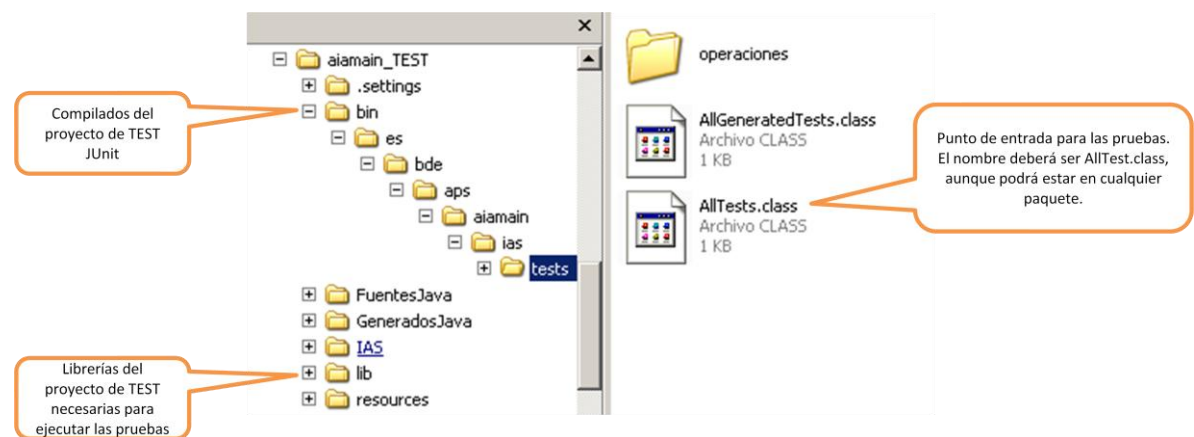 aiamain_TEST
.settings
bin
es
bde
aps
aiamain
ias
tests
FuentesJava
GeneradosJava
IAS
lib
resources
Compilados del
proyecto de TEST
JUnit
Librerías del
proyecto de TEST
necesarias para
ejecutar las pruebas
operaciones
AllGeneratedTests.class
Archivo CLASS
1 KB
AllTests.class
Archivo CLASS
1 KB
Punto de entrada para las pruebas.
El nombre deberá ser AllTest.class,
aunque podrá estar en cualquier
paquete.